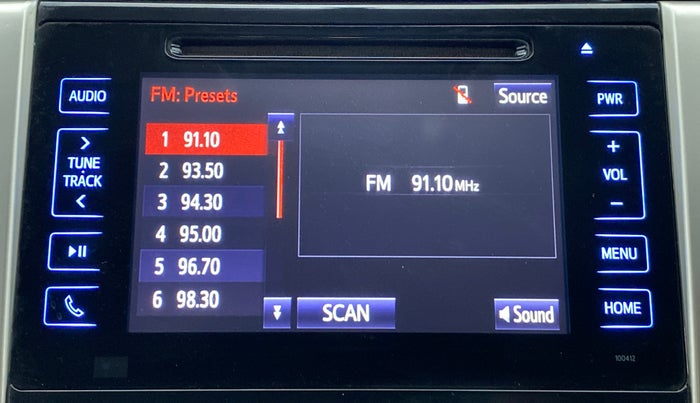 AUDIO
FM: Presets
Source
PWR
1 91.10
2 93.50
3 94.30
4 95.00
5 96.70
6 98.30
FM 91.10 MHz
TUNE
TRACK
+
VOL
-
MENU
SCAN
Sound
HOME
100412